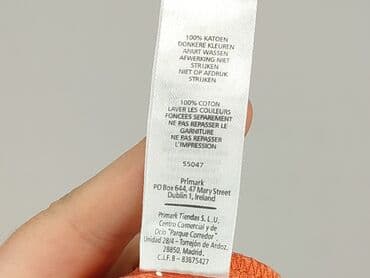 100% KATOEN
DONKERE KLEUREN
APART WASSEN
AFWERKING NIET
STRIJKEN
NIET OP AFDRUK
STRIJKEN
100% COTON
LAVER LES COULEURS
FONCÉES SEPAREMENT
NE PAS REPASSER LE
GARNITURE
NE PAS REPASSER
L'IMPRESSION
55047
Primark
PO Box 644, 47 Mary Street
Dublin 1, Ireland
Primark Tiendas S.L.U.
Centro Comercial y de
Ocio "Parque Corredor"
Unidad 28/4 - Torrejón de Ardoz.
28850, Madrid.
C.I.F. B - 83875427